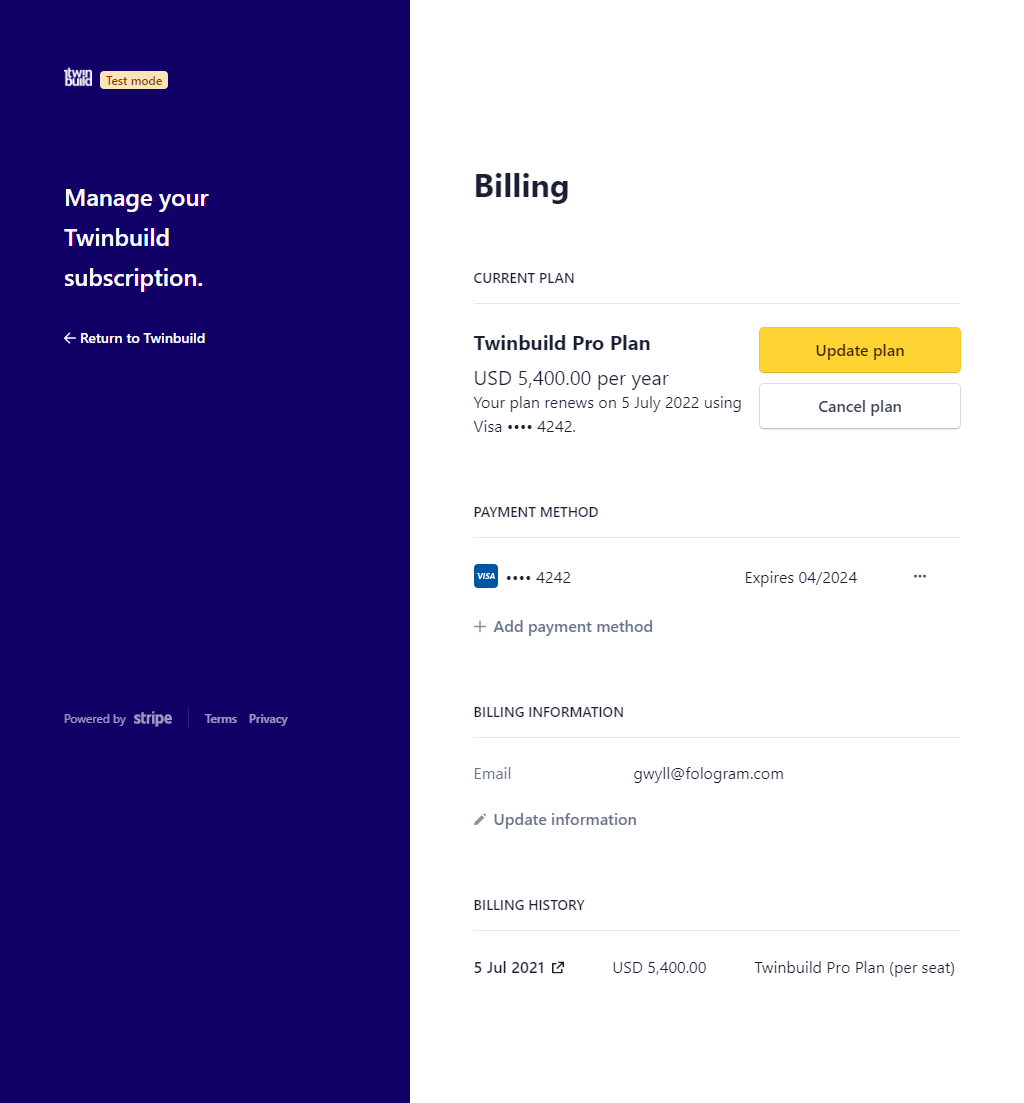 twin
build
Test mode
Manage your
Twinbuild
subscription.
Return to Twinbuild
Powered by stripe
Terms Privacy
Billing
CURRENT PLAN
Twinbuild Pro Plan
USD 5,400.00 per year
Your plan renews on 5 July 2022 using
Visa •••• 4242.
Update plan
Cancel plan
PAYMENT METHOD
VISA •••• 4242 Expires 04/2024 •••
+ Add payment method
BILLING INFORMATION
Email gwyll@fologram.com
Update information
BILLING HISTORY
5 Jul 2021 USD 5,400.00 Twinbuild Pro Plan (per seat)